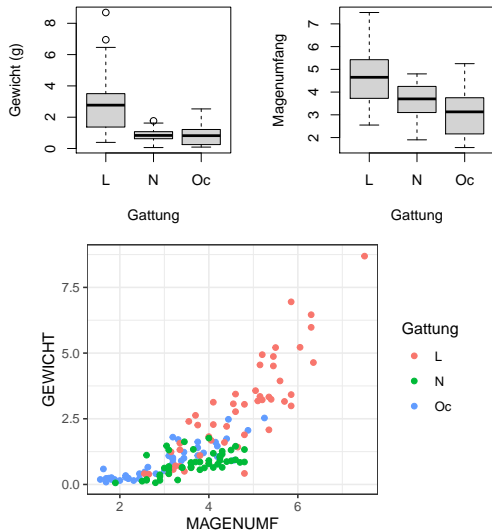 Gewicht (g)
8
6
4
2
0
L N Oc
Gattung
Magenumfang
7
6
5
4
3
2
L N Oc
Gattung
GEWICHT
7.5
5.0
2.5
0.0
2 4 6
MAGENUMF
Gattung
L
N
Oc